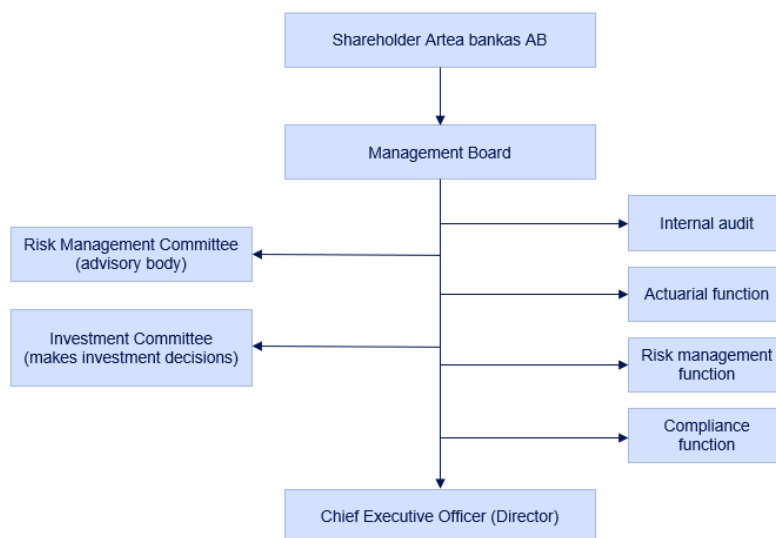 Shareholder Artea bankas AB
Management Board
Internal audit
Risk Management Committee
(advisory body)
Actuarial function
Investment Committee
(makes investment decisions)
Risk management
function
Compliance
function
Chief Executive Officer (Director)